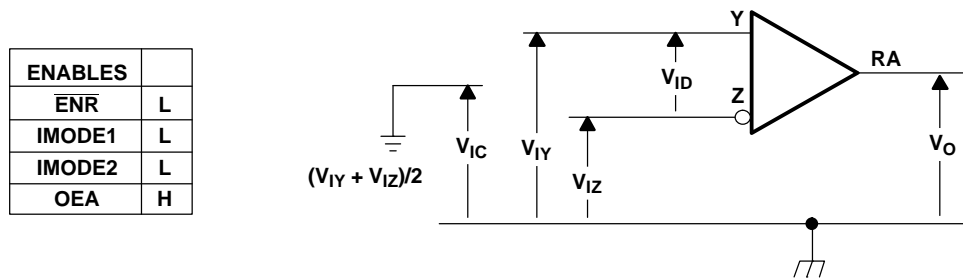 ENABLES
ENR L
IMODE1 L
IMODE2 L
OEA H
Y
RA
VID
Z
VIC
VIY
VIZ
VO
(VIY + VIZ)/2